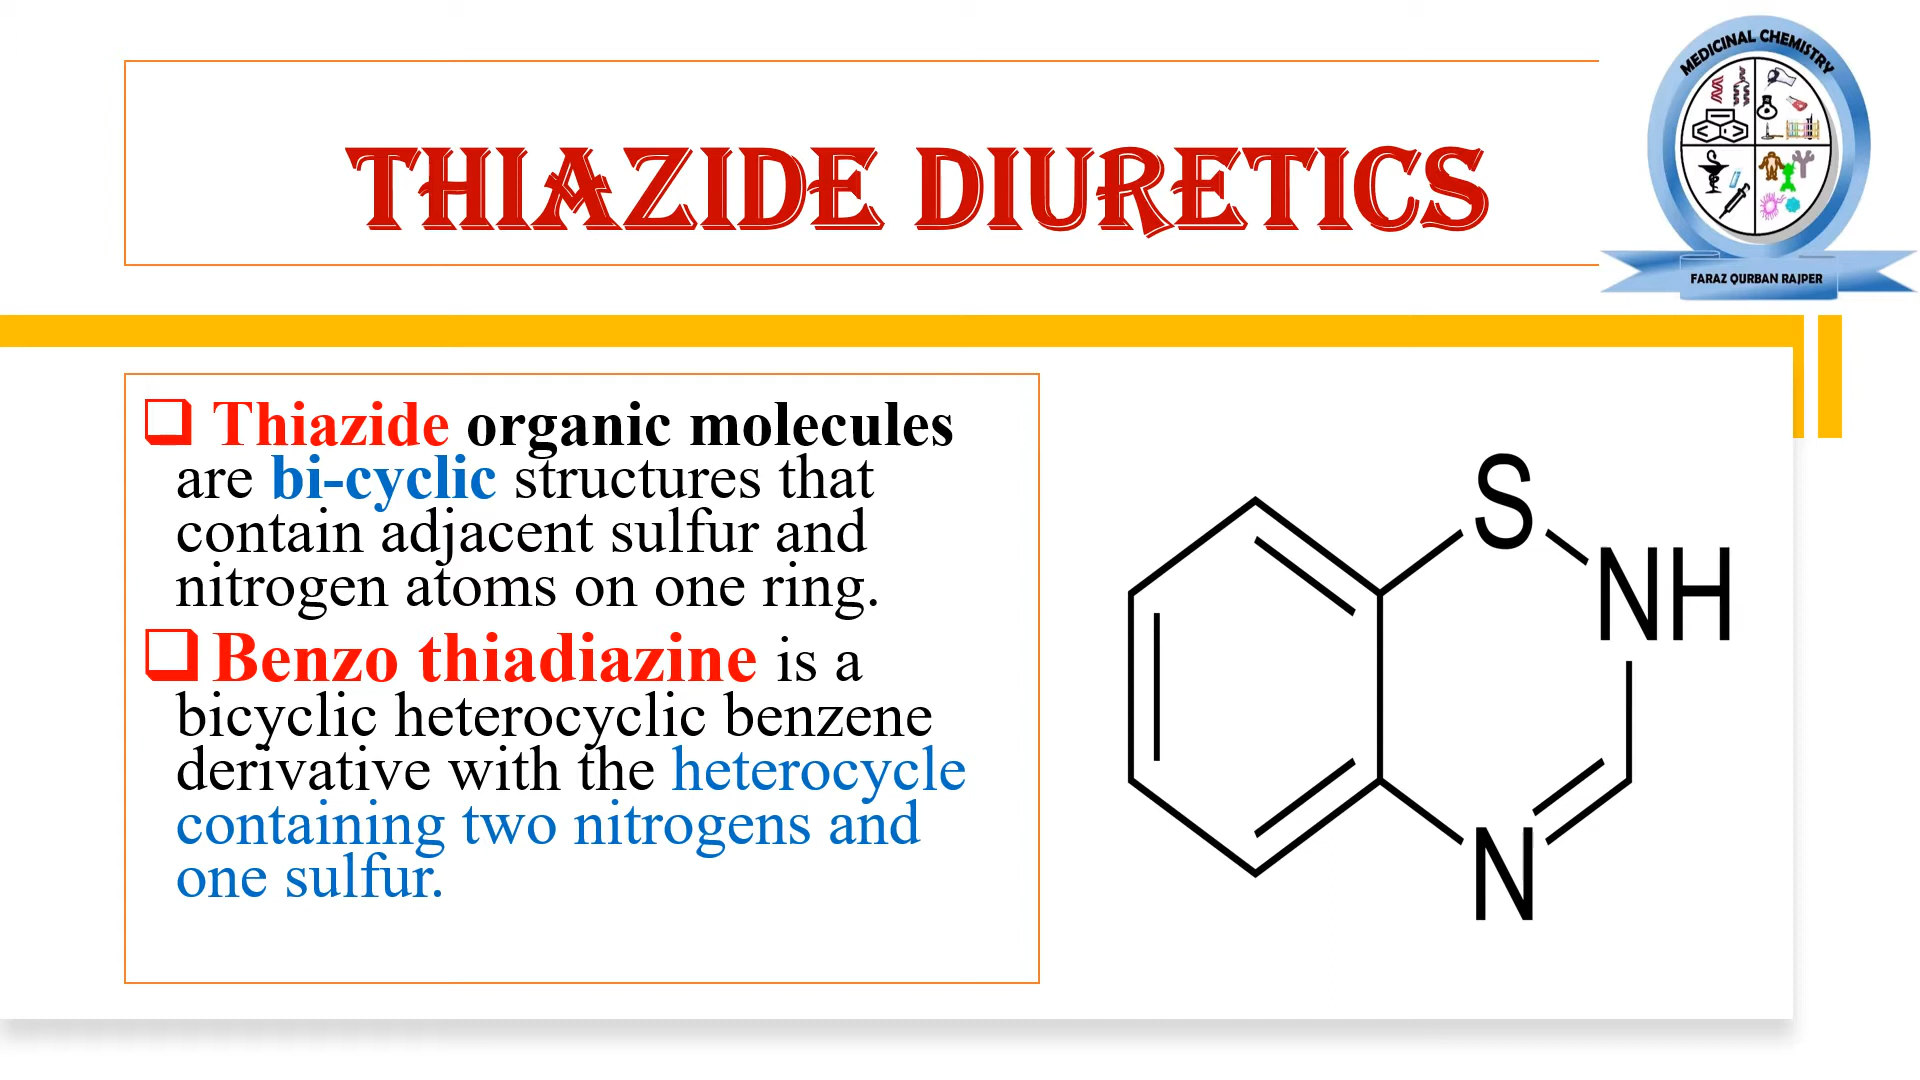 MEDICINAL CHEMISTRY
THIAZIDE DIURETICS
FARAZ QURBAN RAJPER
Thiazide organic molecules
are bi-cyclic structures that
contain adjacent sulfur and
nitrogen atoms on one ring.
Benzo thiadiazine is a
bicyclic heterocyclic benzene
derivative with the heterocycle
containing two nitrogens and
one sulfur.
S
NH
N